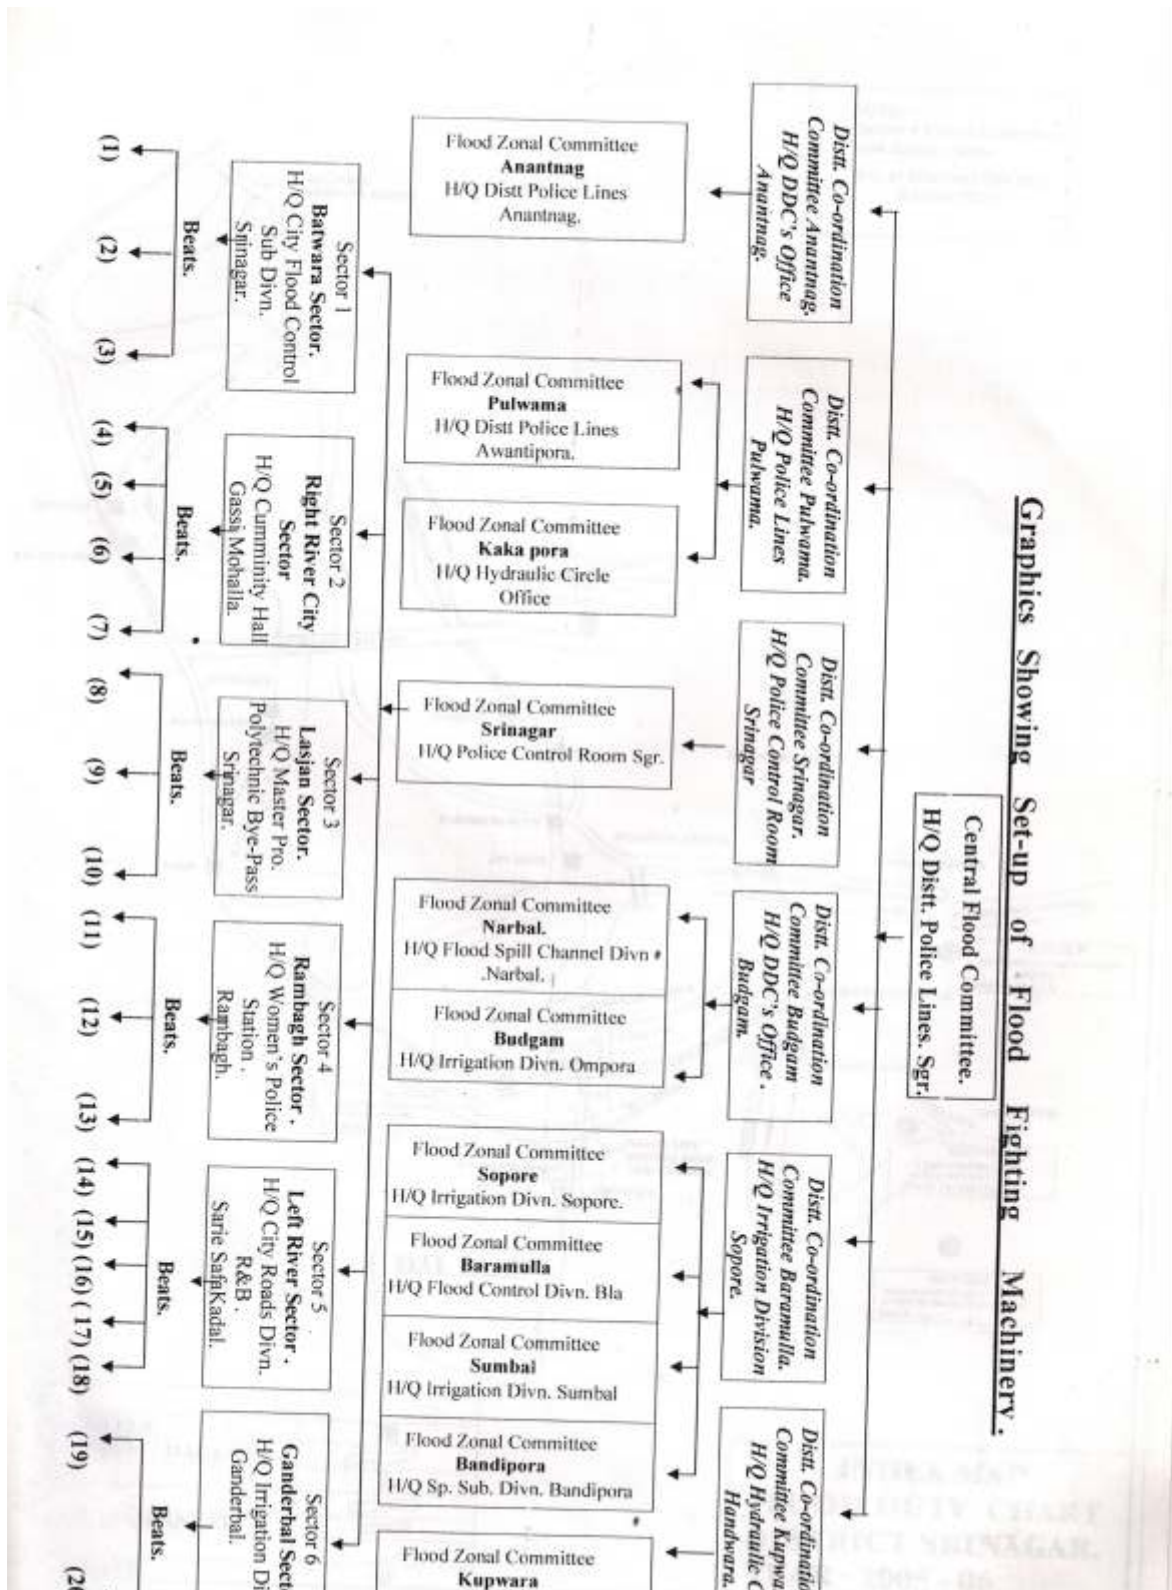 Graphics Showing Set-up of Flood Fighting Machinery.
Central Flood Committee.
H/Q Distt. Police Lines. Sgr.
Distt. Co-ordination
Committee Anantnag.
H/Q DDC's Office
Anantnag.
Distt. Co-ordination
Committee Pulwama.
H/Q Police Lines
Pulwama.
Distt. Co-ordination
Committee Srinagar.
H/Q Police Control Room
Srinagar
Distt. Co-ordination
Committee Budgam
H/Q DDC's Office .
Budgam.
Distt. Co-ordination
Committee Baramulla.
H/Q Irrigation Division
Sopore.
Distt. Co-ordination
Committee Kupwa
H/Q Hydraulic C
Handwara.
Flood Zonal Committee
Anantnag
H/Q Distt Police Lines
Anantnag.
Flood Zonal Committee
Pulwama
H/Q Distt Police Lines
Awantipora.
Flood Zonal Committee
Kaka pora
H/Q Hydraulic Circle
Office
Flood Zonal Committee
Srinagar
H/Q Police Control Room Sgr.
Flood Zonal Committee
Narbal.
H/Q Flood Spill Channel Divn
.Narbal.
Flood Zonal Committee
Budgam
H/Q Irrigation Divn. Ompora
Flood Zonal Committee
Sopore
H/Q Irrigation Divn. Sopore.
Flood Zonal Committee
Baramulla
H/Q Flood Control Divn. Bla
Flood Zonal Committee
Sumbal
H/Q Irrigation Divn. Sumbal
Flood Zonal Committee
Bandipora
H/Q Sp. Sub. Divn. Bandipora
Flood Zonal Committee
Kupwara
Sector 1
Batwara Sector.
H/Q City Flood Control
Sub Divn.
Srinagar.
Sector 2
Right River City
Sector
H/Q Cumminity Hall
Gassi Mohalla.
Sector 3
Lasjan Sector.
H/Q Master Pro.
Polytechnic Bye-Pass
Srinagar.
Sector 4
Rambagh Sector .
H/Q Women's Police
Station .
Rambagh.
Sector 5
Left River Sector .
H/Q City Roads Divn.
R&B .
Sarie SafaKadal.
Sector 6
Ganderbal Secto
H/Q Irrigation Di
Ganderbal.
Beats.
Beats.
Beats.
Beats.
Beats.
Beats.
(1) (2) (3) (4) (5) (6) (7) (8) (9) (10) (11) (12) (13) (14) (15) (16) (17) (18) (19) (20